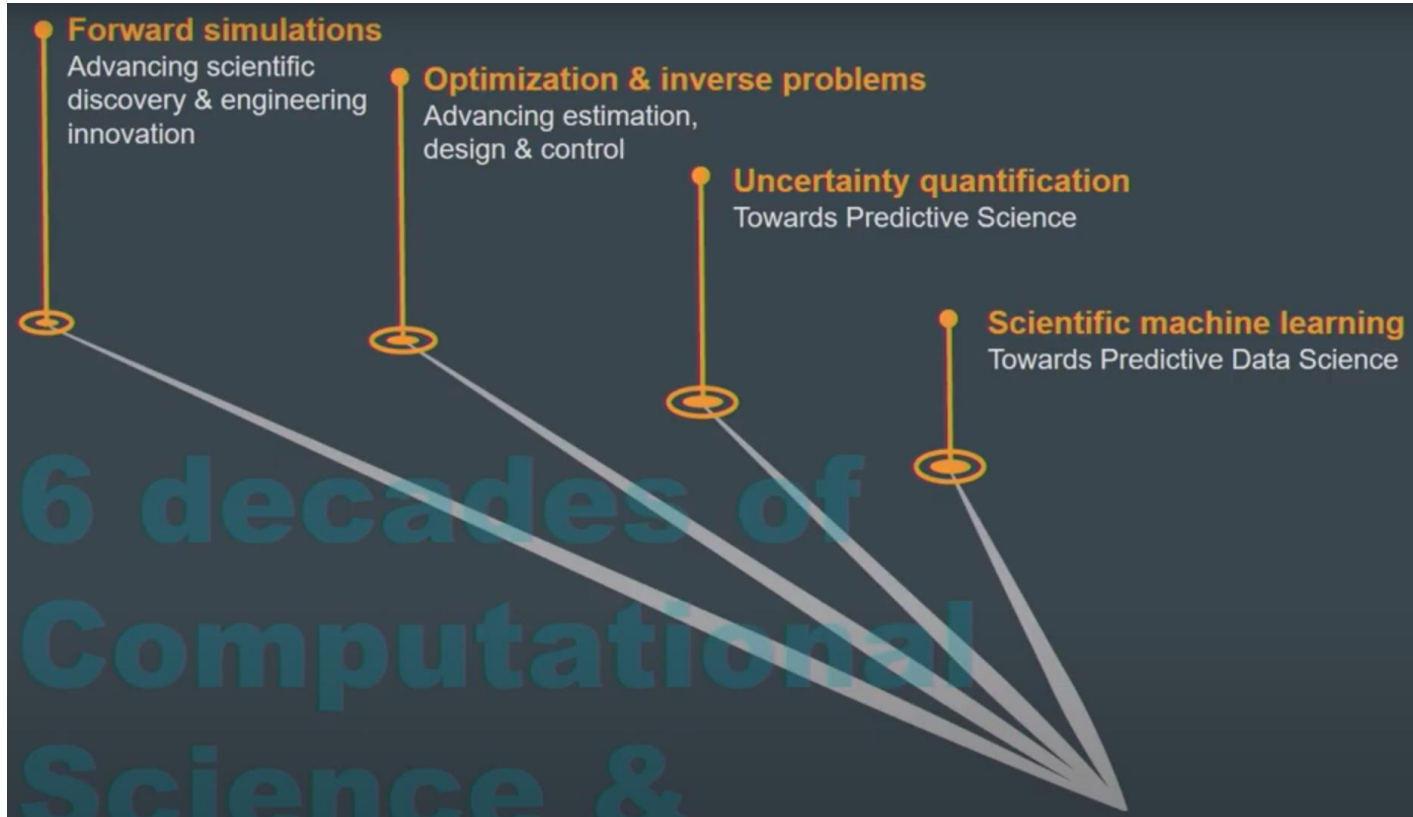 Forward simulations
Advancing scientific
discovery & engineering
innovation
Optimization & inverse problems
Advancing estimation,
design & control
Uncertainty quantification
Towards Predictive Science
Scientific machine learning
Towards Predictive Data Science
6 decades of
Computational
Science &